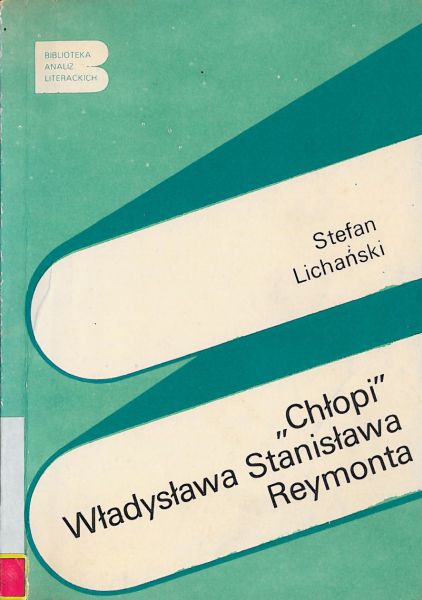 BIBLIOTEKA
ANALIZ
LITERACKICH
Stefan
Lichański
„Chłopi”
Władysława Stanisława
Reymonta